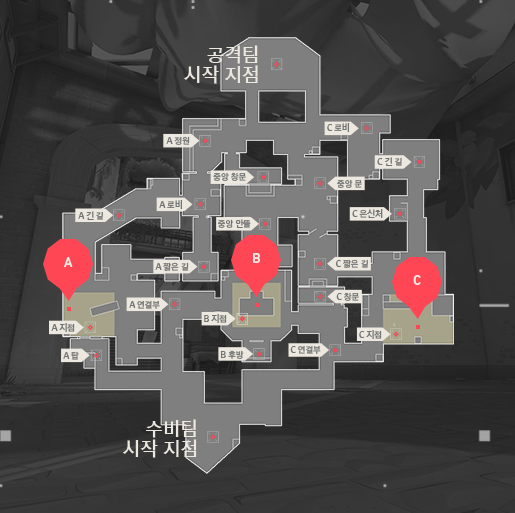 공격팀
시작 지점
C 로비
A 정원
C 긴 길
중앙 창문
중앙 문
A 로비
A 긴 길
C 은신처
중앙 안뜰
A
B
C
A 짧은 길
C 짧은 길
A 연결부
C 창문
B 지점
A 지점
C 지점
A 탑
B 후방
C 연결부
수비팀
시작 지점